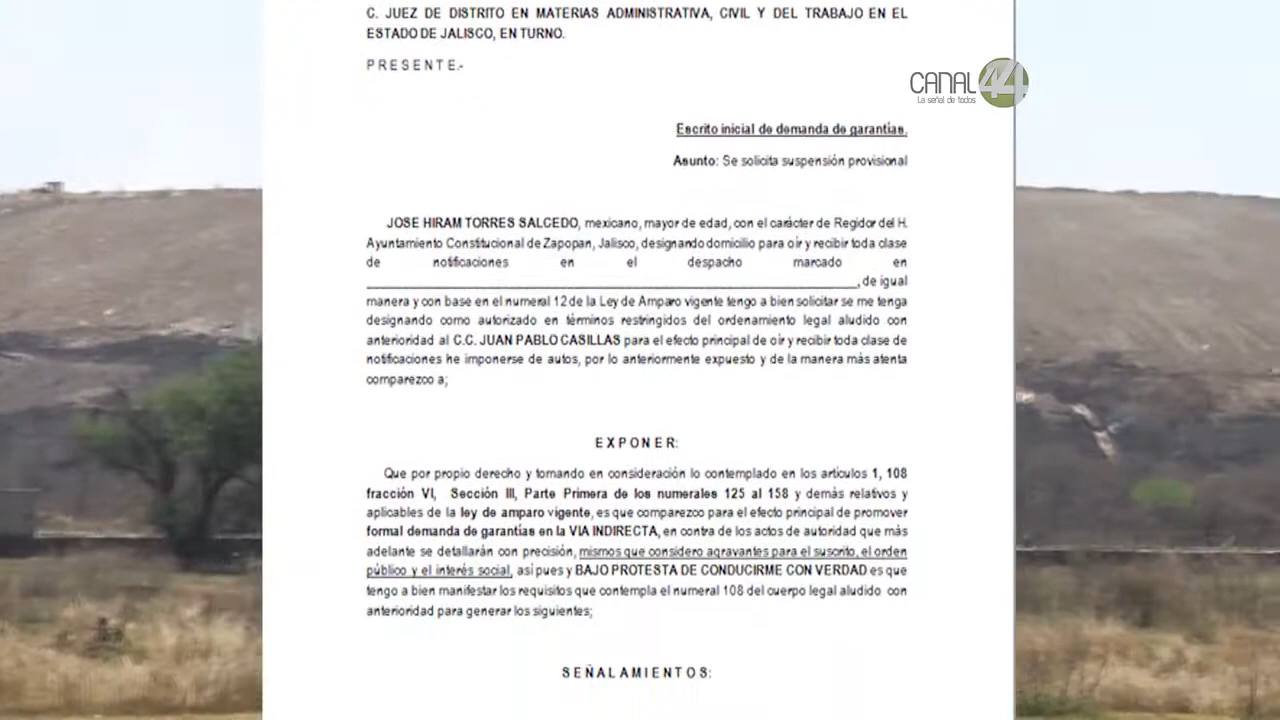 C. JUEZ DE DISTRITO EN MATERIAS ADMINISTRATIVA, CIVIL Y DEL TRABAJO EN EL
ESTADO DE JALISCO, EN TURNO.
P R E S E N T E.-
CANAL 44
La señal de todos
Escrito inicial de demanda de garantías.
Asunto: Se solicita suspensión provisional
JOSE HIRAM TORRES SALCEDO, mexicano, mayor de edad, con el carácter de Regidor del H.
Ayuntamiento Constitucional de Zapopan, Jalisco, designando domicilio para oír y recibir toda clase
de notificaciones en el despacho marcado en
, de igual
manera y con base en el numeral 12 de la Ley de Amparo vigente tengo a bien solicitar se me tenga
designando como autorizado en términos restringidos del ordenamiento legal aludido con
anterioridad al C.C. JUAN PABLO CASILLAS para el efecto principal de oír y recibir toda clase de
notificaciones he imponerse de autos, por lo anteriormente expuesto y de la manera más atenta
comparezco a;
E X P O N E R:
Que por propio derecho y tomando en consideración lo contemplado en los artículos 1, 108
fracción VI, Sección III, Parte Primera de los numerales 125 al 158 y demás relativos y
aplicables de la ley de amparo vigente, es que comparezco para el efecto principal de promover
formal demanda de garantías en la VIA INDIRECTA, en contra de los actos de autoridad que más
adelante se detallarán con precisión, mismos que considero agravantes para el suscrito, el orden
público y el interés social, así pues y BAJO PROTESTA DE CONDUCIRME CON VERDAD es que
tengo a bien manifestar los requisitos que contempla el numeral 108 del cuerpo legal aludido con
anterioridad para generar los siguientes;
S E Ñ A L A M I E N T O S: